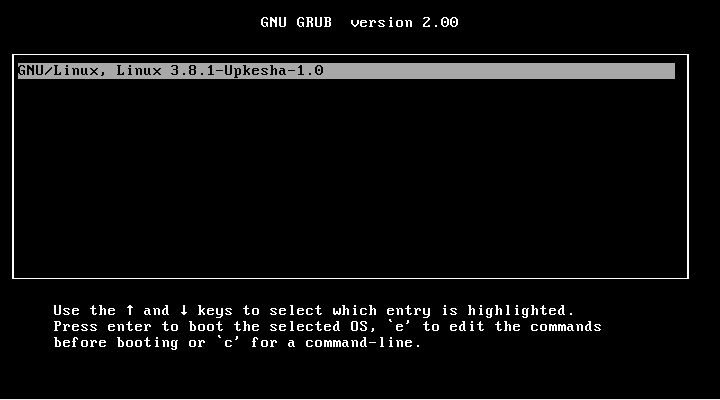 GNU GRUB  version 2.00
GNU/Linux, Linux 3.8.1-Upkesha-1.0
Use the ↑ and ↓ keys to select which entry is highlighted.
Press enter to boot the selected OS, `e' to edit the commands
before booting or `c' for a command-line.